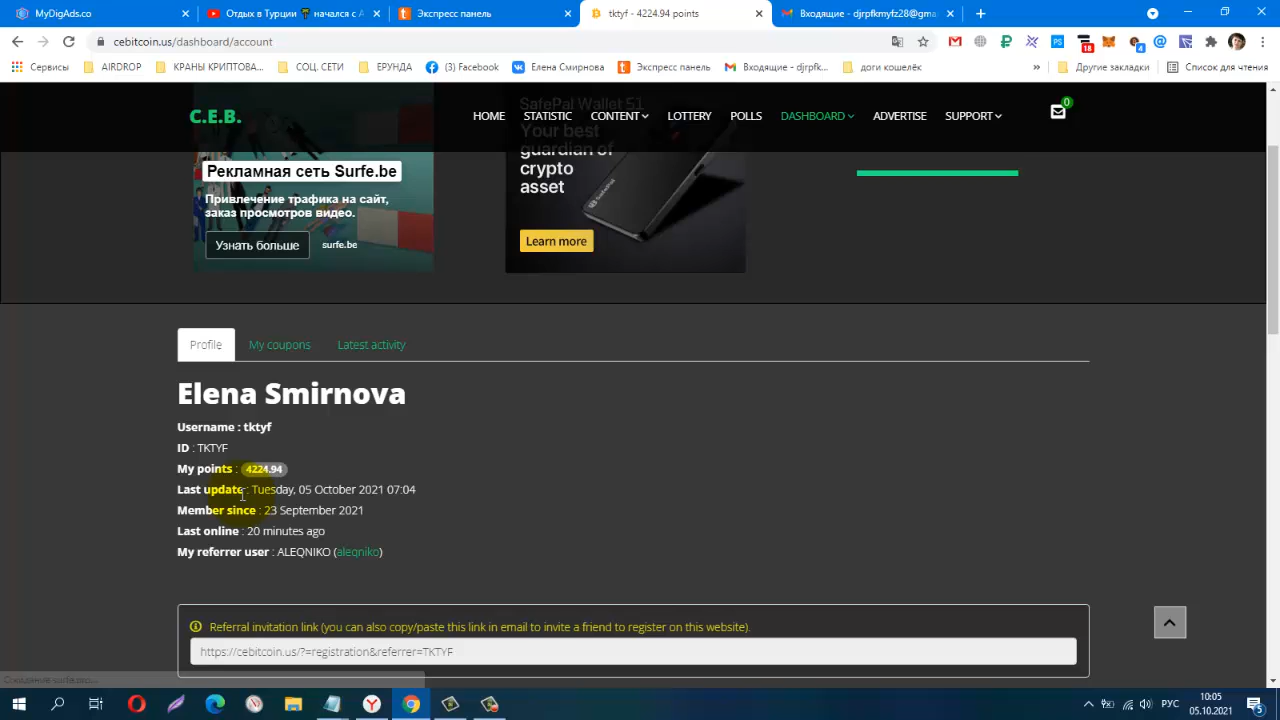 MyDigAds.com
Отдых в Турции начался с А
Экспресс панель
tktyf - 4224.94 points
Входящие - djrpfkmyfz28@gma
cebitcoin.us/dashboard/account
Сервисы
AIRDROP
КРАНЫ КРИПТОВА...
СОЦ. СЕТИ
ЕРУНДА
(3) Facebook
Елена Смирнова
Экспресс панель
Входящие - djrpfk...
доги кошелёк
»
Другие закладки
Список для чтения
C.E.B.
HOME
STATISTIC
CONTENT
LOTTERY
POLLS
DASHBOARD
ADVERTISE
SUPPORT
0
Рекламная сеть Surfe.be
Привлечение трафика на сайт,
заказ просмотров видео.
Узнать больше
surfe.be
SafePal Wallet S1
Your best
guardian of
crypto
asset
Learn more
Profile
My coupons
Latest activity
Elena Smirnova
Username : tktyf
ID : TKTYF
My points : 4224.94
Last update : Tuesday, 05 October 2021 07:04
Member since : 23 September 2021
Last online : 20 minutes ago
My referrer user : ALEQNIKO (aleqniko)
Referral invitation link (you can also copy/paste this link in email to invite a friend to register on this website).
https://cebitcoin.us/?=registration&referrer=TKTYF
РУС
10:05
05.10.2021
5